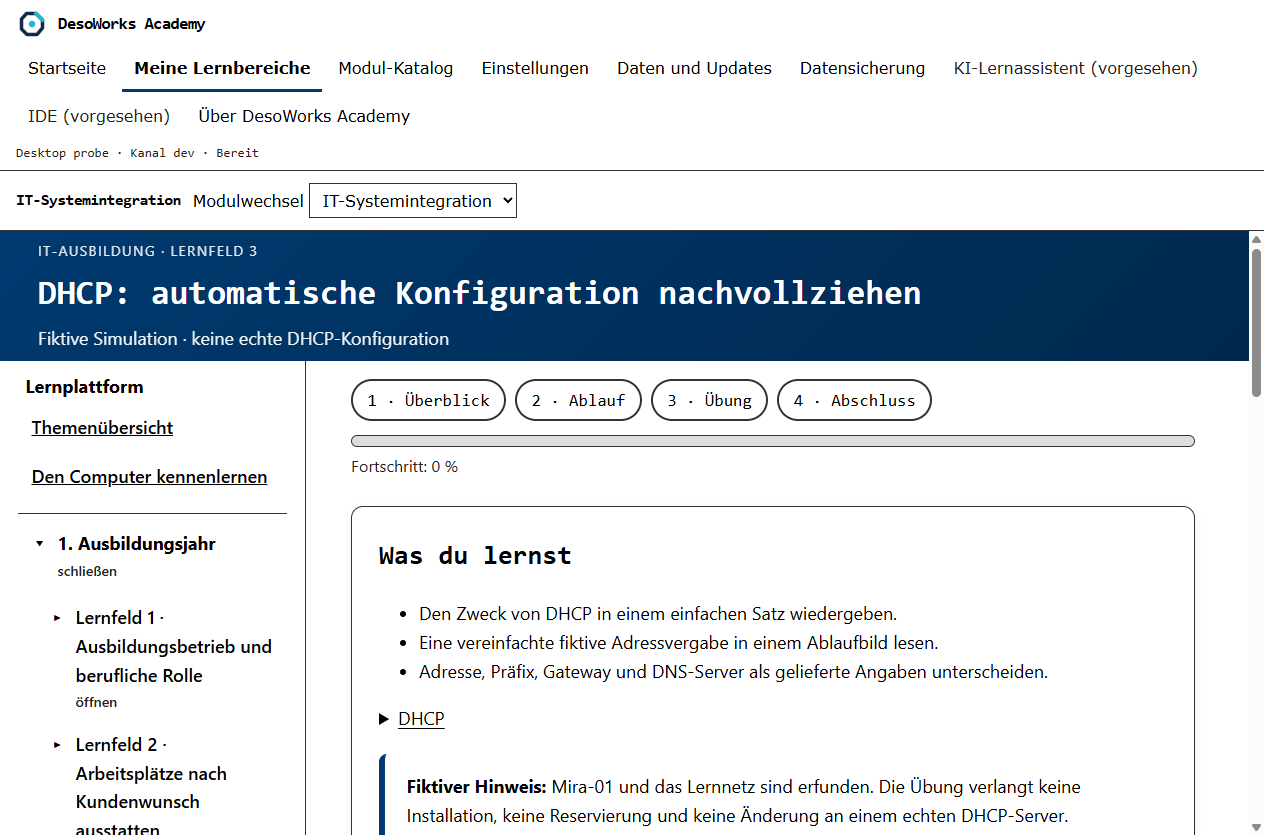 DesoWorks Academy
Startseite Meine Lernbereiche Modul-Katalog Einstellungen Daten und Updates Datensicherung KI-Lernassistent (vorgesehen)
IDE (vorgesehen) Über DesoWorks Academy
Desktop probe · Kanal dev · Bereit
IT-Systemintegration Modulwechsel IT-Systemintegration
IT-AUSBILDUNG · LERNFELD 3
DHCP: automatische Konfiguration nachvollziehen
Fiktive Simulation · keine echte DHCP-Konfiguration
Lernplattform
Themenübersicht
Den Computer kennenlernen
1. Ausbildungsjahr
schließen
Lernfeld 1 ·
Ausbildungsbetrieb und
berufliche Rolle
öffnen
Lernfeld 2 ·
Arbeitsplätze nach
Kundenwunsch
ausstatten
1 · Überblick 2 · Ablauf 3 · Übung 4 · Abschluss
Fortschritt: 0 %
Was du lernst
• Den Zweck von DHCP in einem einfachen Satz wiedergeben.
• Eine vereinfachte fiktive Adressvergabe in einem Ablaufbild lesen.
• Adresse, Präfix, Gateway und DNS-Server als gelieferte Angaben unterscheiden.
DHCP
Fiktiver Hinweis: Mira-01 und das Lernnetz sind erfunden. Die Übung verlangt keine
Installation, keine Reservierung und keine Änderung an einem echten DHCP-Server.